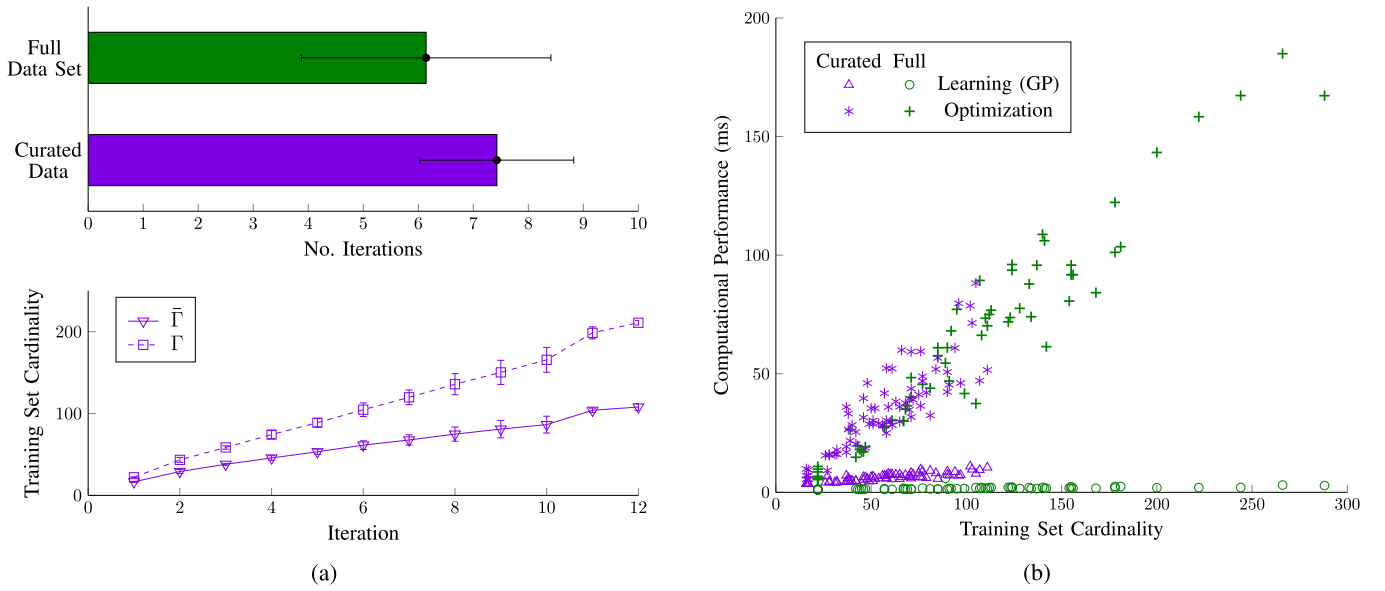 Full
Data Set
Curated
Data
0 1 2 3 4 5 6 7 8 9 10
No. Iterations
Training Set Cardinality
200
100
0
Γ̄
Γ
0 2 4 6 8 10 12
Iteration
(a)
Computational Performance (ms)
200
150
100
50
0
Curated Full
Learning (GP)
Optimization
0 50 100 150 200 250 300
Training Set Cardinality
(b)